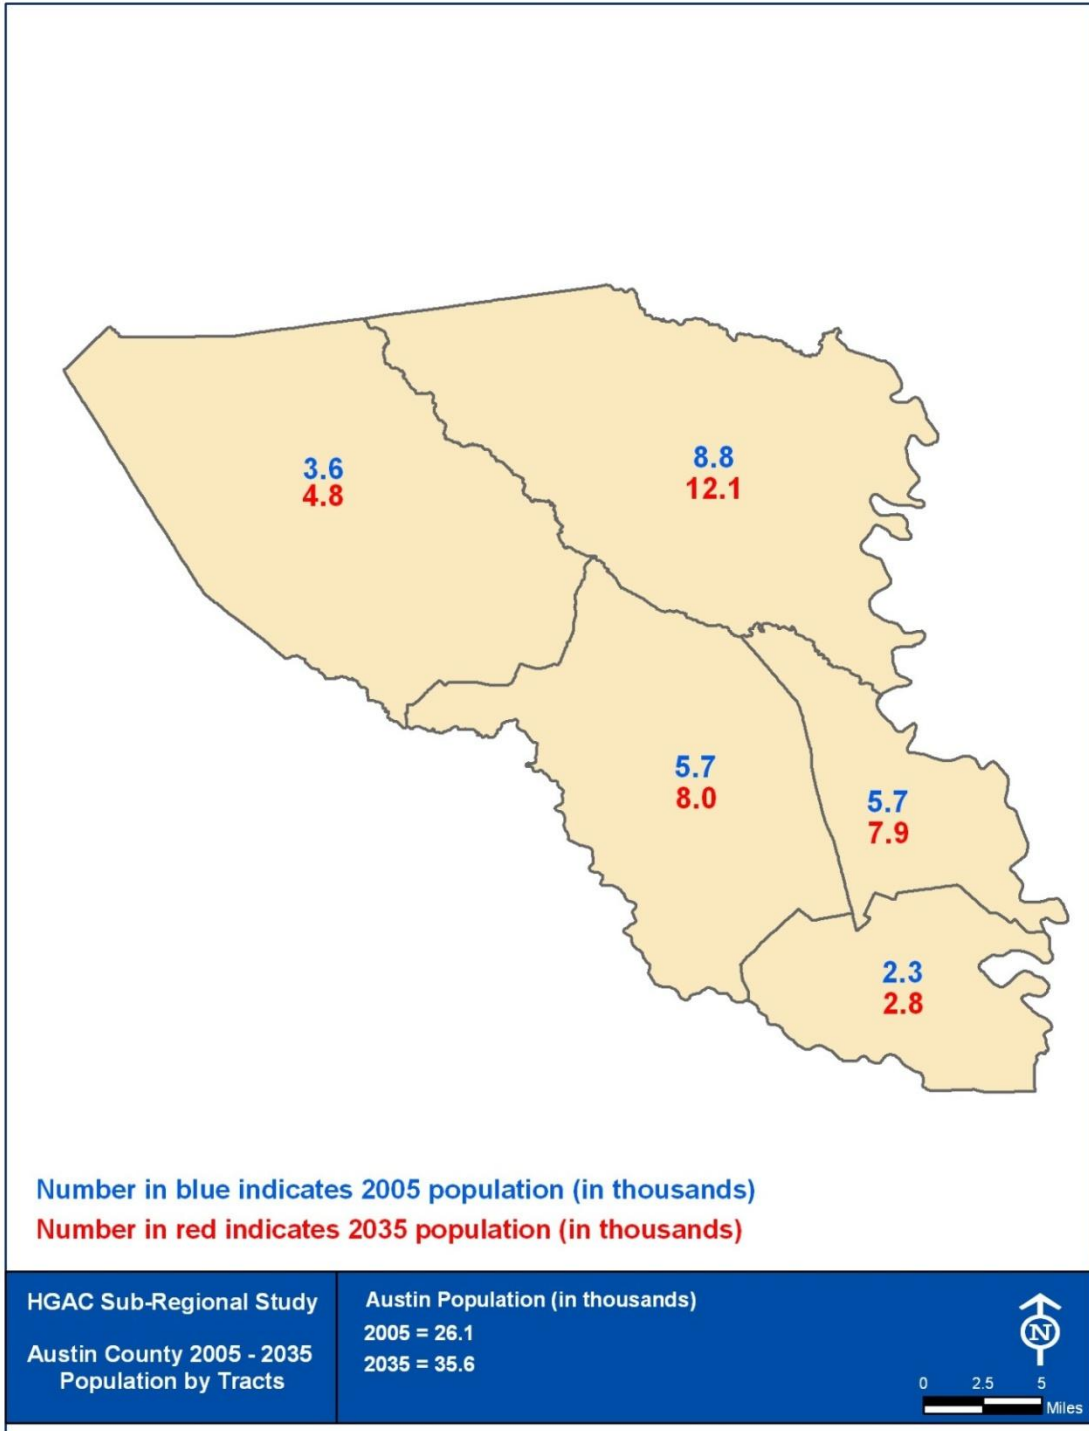 8.8
12.1
3.6
4.8
5.7
8.0
5.7
7.9
2.3
2.8
Number in blue indicates 2005 population (in thousands)
Number in red indicates 2035 population (in thousands)
HGAC Sub-Regional Study
Austin County 2005 - 2035
Population by Tracts
Austin Population (in thousands)
2005 = 26.1
2035 = 35.6
N
0 2.5 5
Miles